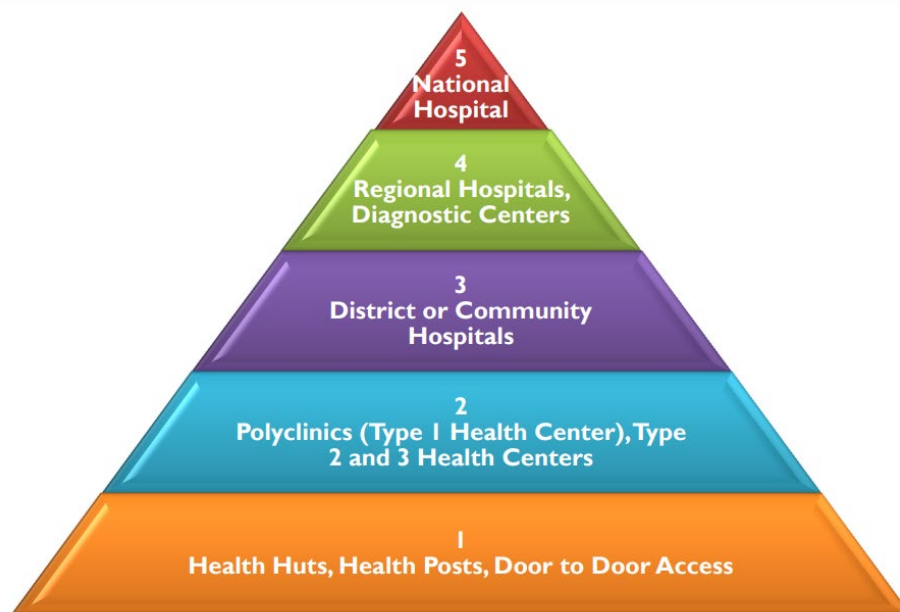 5
National
Hospital
4
Regional Hospitals,
Diagnostic Centers
3
District or Community
Hospitals
2
Polyclinics (Type 1 Health Center), Type
2 and 3 Health Centers
1
Health Huts, Health Posts, Door to Door Access